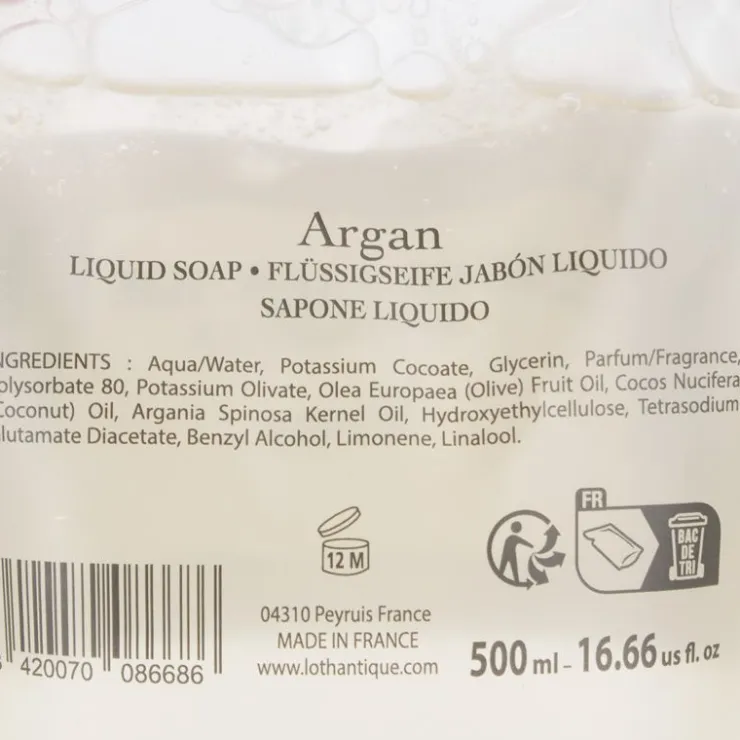 Argan
LIQUID SOAP • FLÜSSIGSEIFE JABÓN LIQUIDO
SAPONE LIQUIDO
NGREDIENTS : Aqua/Water, Potassium Cocoate, Glycerin, Parfum/Fragrance,
olysorbate 80, Potassium Olivate, Olea Europaea (Olive) Fruit Oil, Cocos Nucifera
Coconut) Oil, Argania Spinosa Kernel Oil, Hydroxyethylcellulose, Tetrasodium
lutamate Diacetate, Benzyl Alcohol, Limonene, Linalool.
12 M
FR
BAC
DE
TRI
420070 086686
04310 Peyruis France
MADE IN FRANCE
www.lothantique.com
500 ml - 16.66 us fl. oz